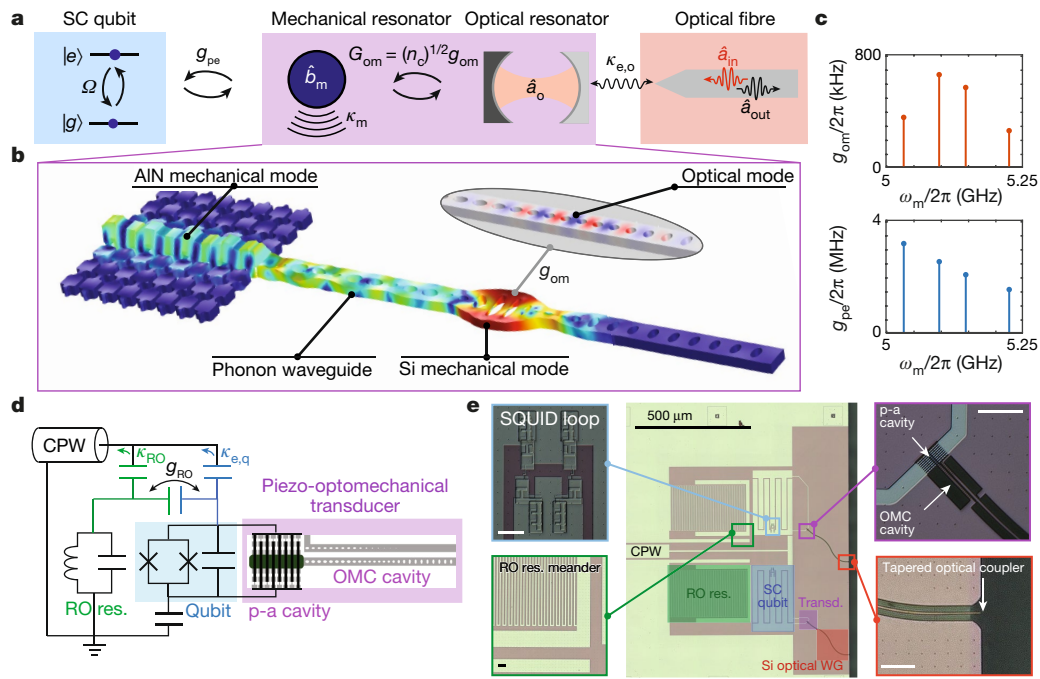 a
SC qubit
Mechanical resonator
Optical resonator
Optical fibre
|e⟩
Ω
|g⟩
g_pe
b̂_m
κ_m
G_om = (n_c)^1/2 g_om
â_o
κ_e,o
â_in
â_out
b
AlN mechanical mode
Optical mode
g_om
Phonon waveguide
Si mechanical mode
c
800
g_om/2π (kHz)
0
5
5.25
ω_m/2π (GHz)
4
g_pe/2π (MHz)
0
5
5.25
ω_m/2π (GHz)
d
CPW
κ_RO
g_RO
κ_e,q
Piezo-optomechanical
transducer
OMC cavity
RO res.
Qubit
p-a cavity
e
SQUID loop
500 μm
p-a
cavity
OMC
cavity
CPW
RO res. meander
RO res.
SC
qubit
Transd.
Si optical WG
Tapered optical coupler